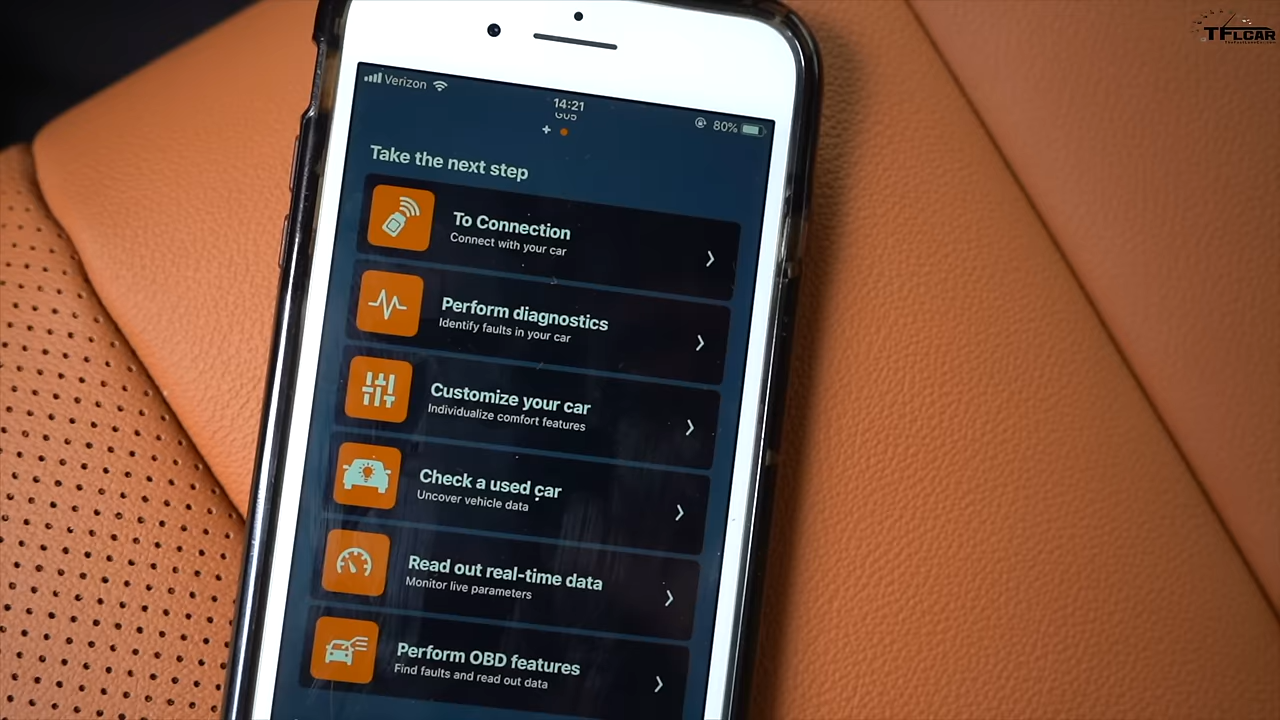 TFLCAR
Verizon
14:21
80%
G05
Take the next step
To Connection
Connect with your car
Perform diagnostics
Identify faults in your car
Customize your car
Individualize comfort features
Check a used car
Uncover vehicle data
Read out real-time data
Monitor live parameters
Perform OBD features
Find faults and read out data